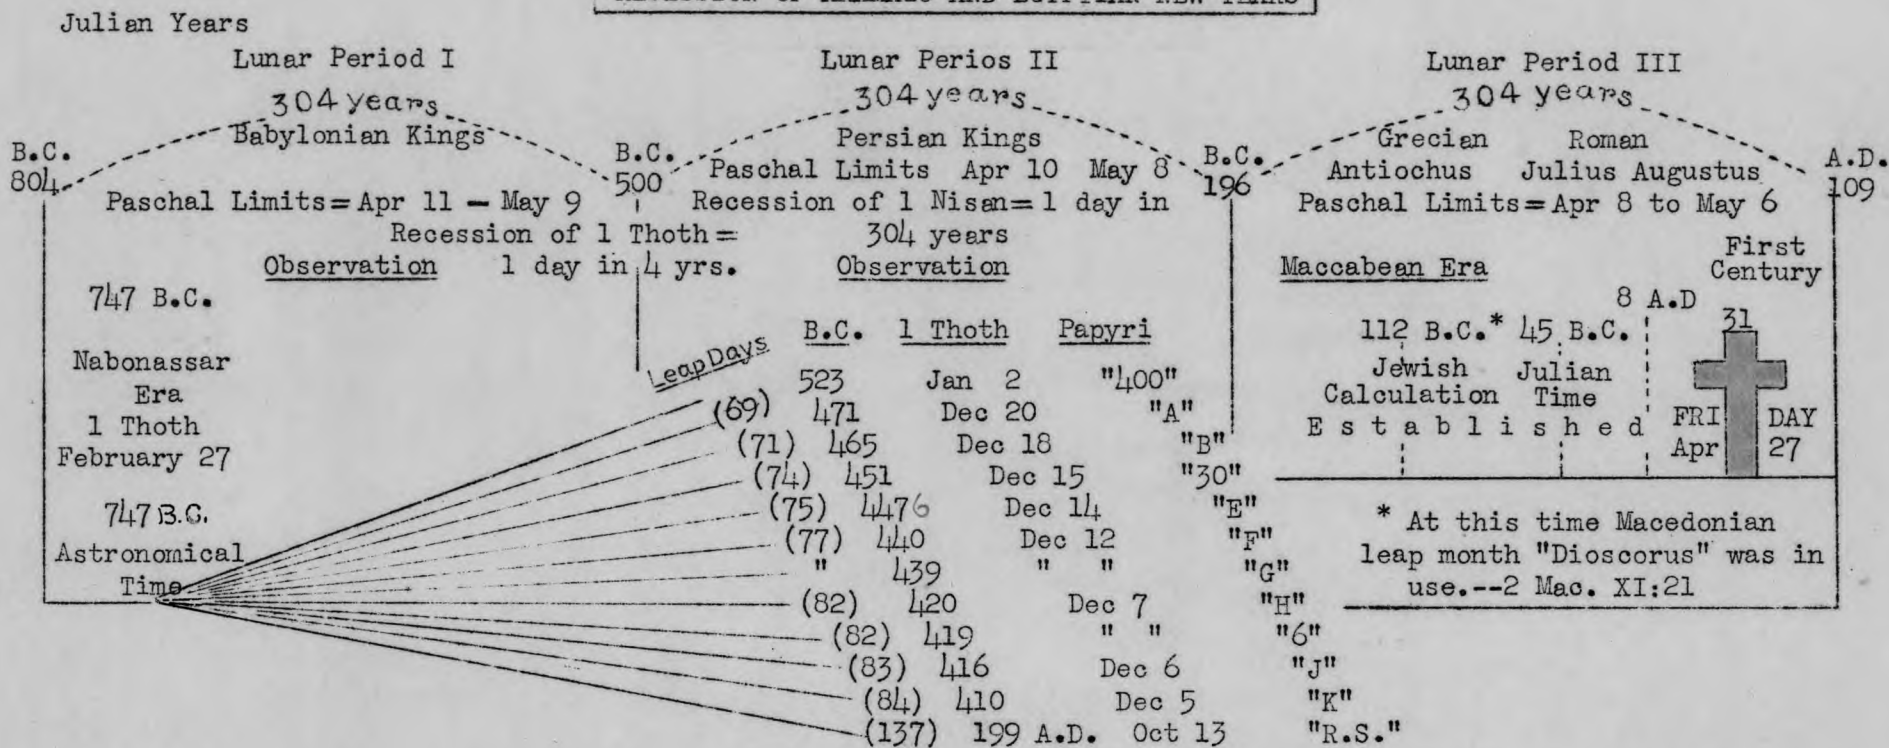 Julian Years
Lunar Period I
304 years
Babylonian Kings
B.C.
804
Paschal Limits = Apr 11 - May 9
Recession of 1 Thoth =
Observation 1 day in 4 yrs.
747 B.C.
Nabonassar
Era
1 Thoth
February 27
747 B.C.
Astronomical
Time
Lunar Perios II
304 years
Persian Kings
B.C.
500
Paschal Limits Apr 10 May 8
Recession of 1 Nisan = 1 day in
304 years
Observation
Leap Days
B.C. 1 Thoth Papyri
523 Jan 2 "400"
(69) 471 Dec 20 "A"
(71) 465 Dec 18 "B"
(74) 451 Dec 15 "30"
(75) 4476 Dec 14 "E"
(77) 440 Dec 12 "F"
" 439 " " "G"
(82) 420 Dec 7 "H"
(82) 419 " " "6"
(83) 416 Dec 6 "J"
(84) 410 Dec 5 "K"
(137) 199 A.D. Oct 13 "R.S."
Lunar Period III
304 years
B.C.
196
Grecian Roman
Antiochus Julius Augustus
A.D.
109
Paschal Limits = Apr 8 to May 6
Maccabean Era
First
Century
8 A.D
31
112 B.C.* 45 B.C.
Jewish Julian
Calculation Time
Established
FRI DAY
Apr 27
* At this time Macedonian
leap month "Dioscorus" was in
use.--2 Mac. XI:21